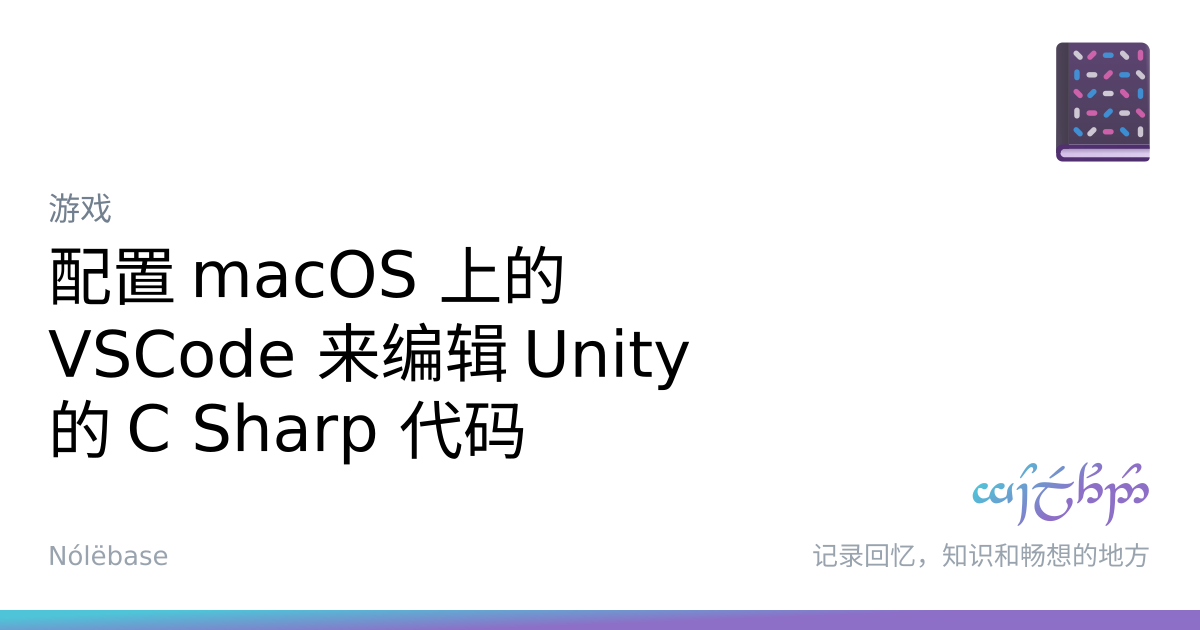 游戏
配置 macOS 上的
VSCode 来编辑 Unity
的 C Sharp 代码
Nólëbase
记录回忆，知识和畅想的地方